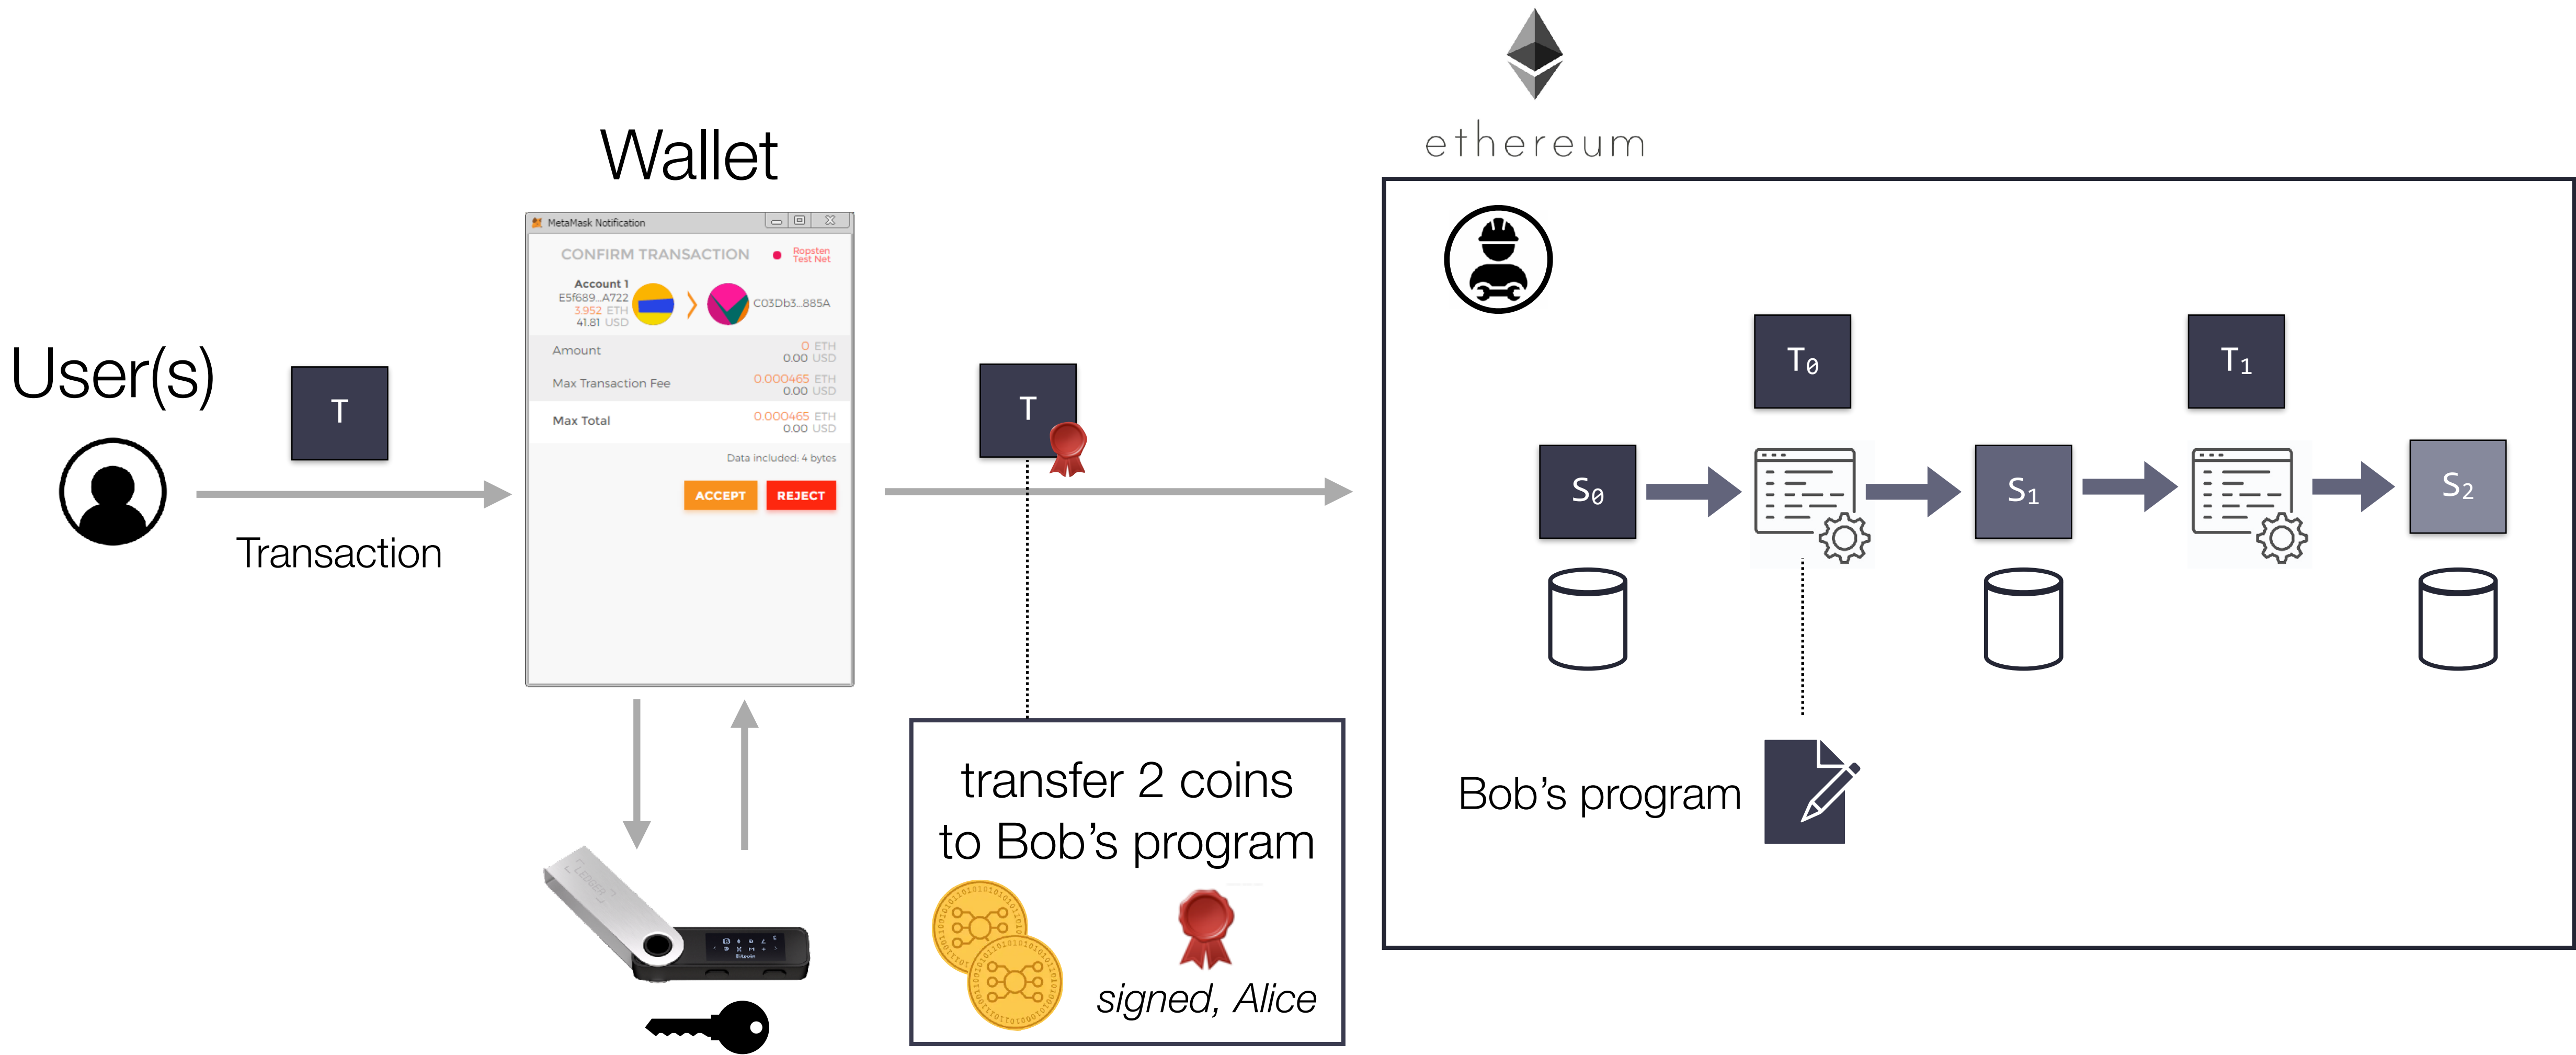 ethereum
Wallet
User(s)
T
Transaction
MetaMask Notification
CONFIRM TRANSACTION
Ropsten
Test Net
Account 1
E5f689...A722
3.952 ETH
41.81 USD
C03Db3...885A
Amount
0 ETH
0.00 USD
Max Transaction Fee
0.000465 ETH
0.00 USD
Max Total
0.000465 ETH
0.00 USD
Data included: 4 bytes
ACCEPT
REJECT
LEDGER
Bitcoin
T
transfer 2 coins
to Bob's program
signed, Alice
T₀
T₁
S₀
S₁
S₂
Bob's program